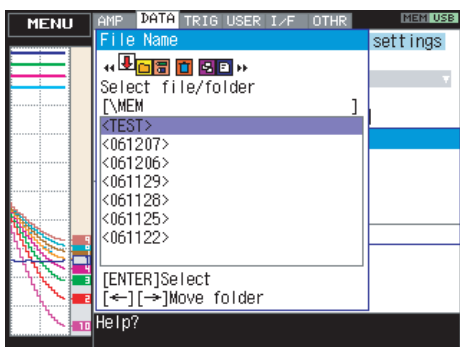 MENU
AMP DATA TRIG USER I/F OTHR MEM USB
File Name
settings
Select file/folder
[\MEM ]
<TEST>
<061207>
<061206>
<061129>
<061128>
<061125>
<061122>
[ENTER]Select
[←][→]Move folder
Help?
10